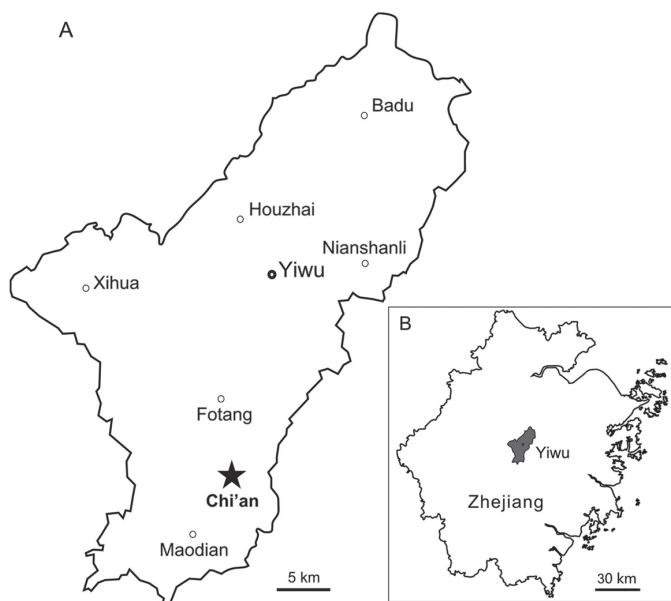 A
Badu
Houzhai
Nianshanli
Yiwu
Xihua
B
Fotang
Yiwu
Chi'an
Zhejiang
Maodian
5 km
30 km